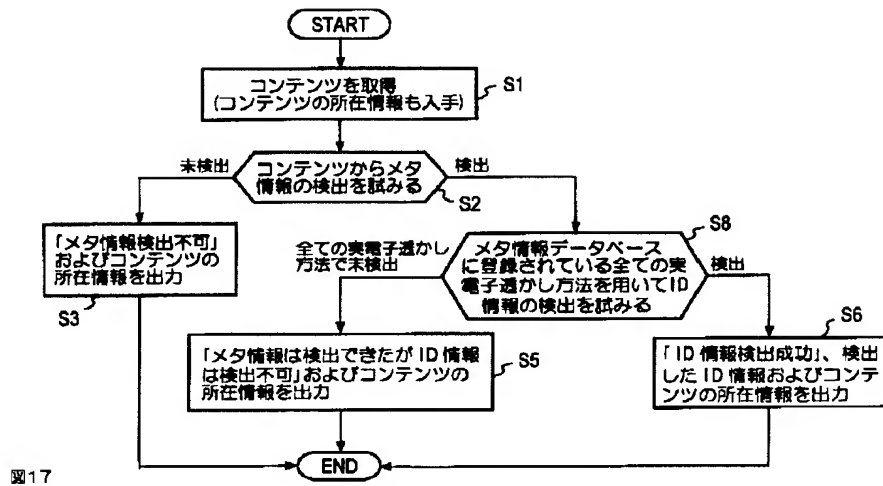 START
コンテンツを取得
(コンテンツの所在情報も入手)
S1
未検出
コンテンツからメタ
情報の検出を試みる
検出
S2
「メタ情報検出不可」
およびコンテンツの
所在情報を出力
S3
全ての実電子透かし
方法で未検出
メタ情報データベース
に登録されている全ての実
電子透かし方法を用いてID
情報の検出を試みる
S8
検出
「メタ情報は検出できたが ID 情報
は検出不可」およびコンテンツの
所在情報を出力
S5
S6
「ID 情報検出成功」、検出
したID 情報およびコンテ
ンツの所在情報を出力
END
図17